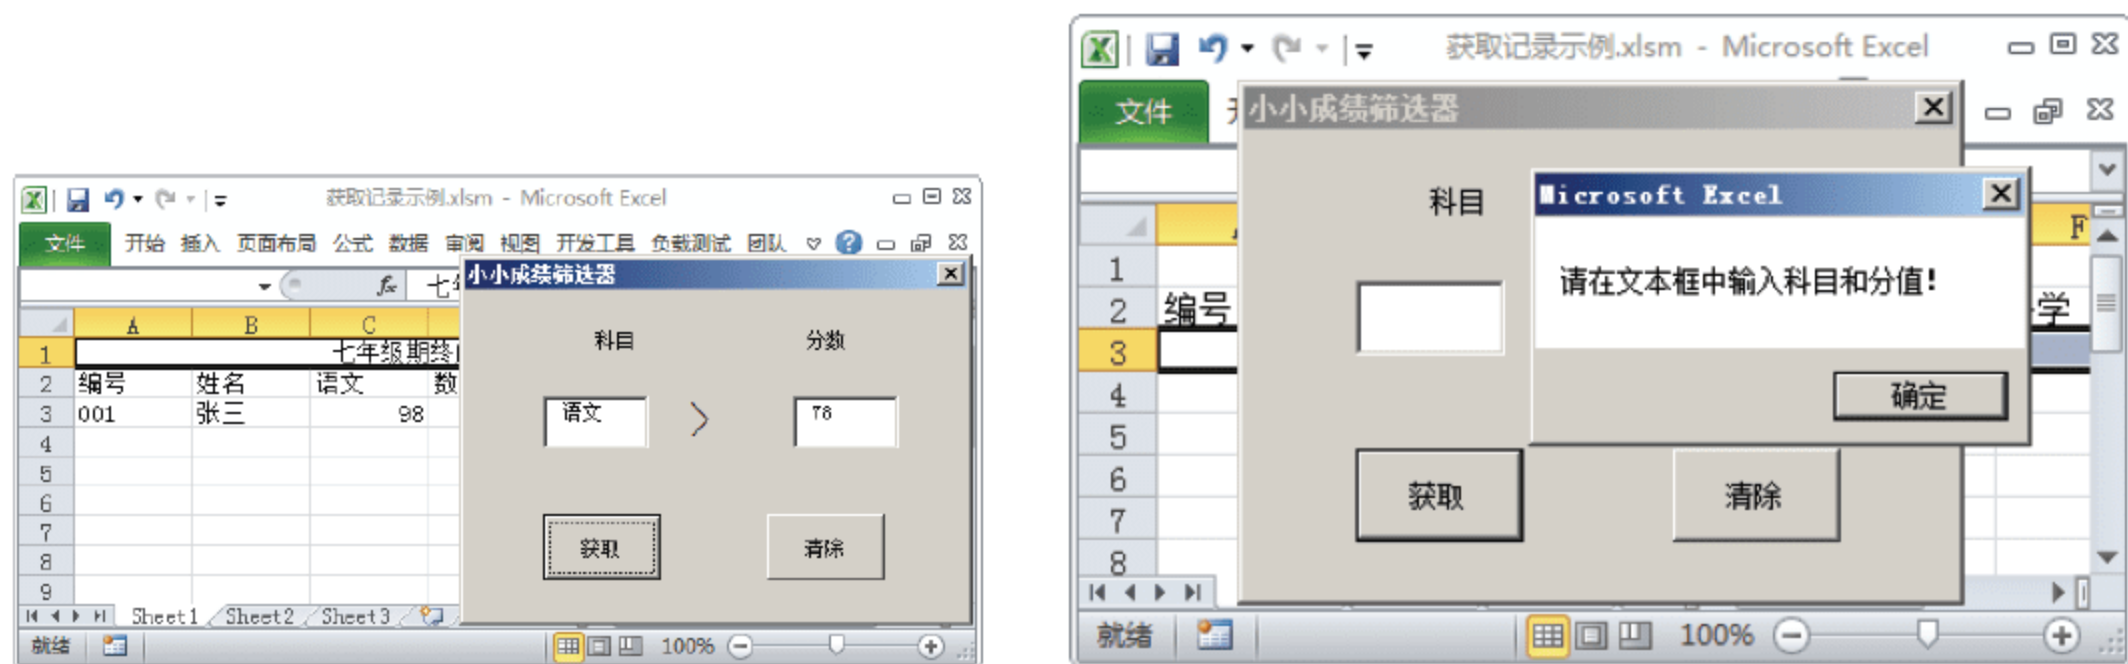 获取记录示例.xlsm - Microsoft Excel
文件 开始 插入 页面布局 公式 数据 审阅 视图 开发工具 负载测试 团队
小小成绩筛选器
科目 分数
语文 > 78
获取 清除
A B C
1 七年级期终
2 编号 姓名 语文 数
3 001 张三 98
4
5
6
7
8
9
Sheet1 Sheet2 Sheet3
就绪 100%
获取记录示例.xlsm - Microsoft Excel
文件
小小成绩筛选器
科目
Microsoft Excel
请在文本框中输入科目和分值!
确定
获取 清除
F
1
2 编号 学
3
4
5
6
7
8
就绪 100%